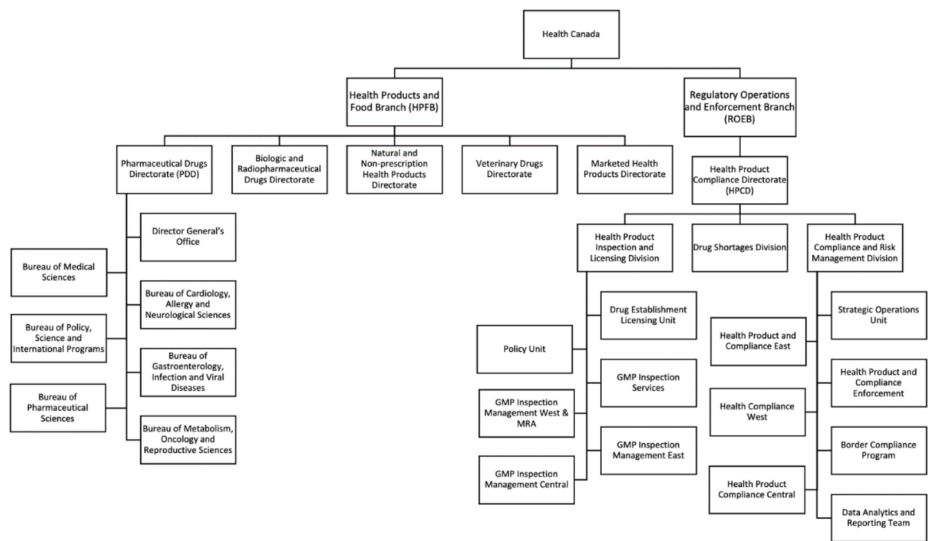 Health Canada
Health Products and
Food Branch (HPFB)
Regulatory Operations
and Enforcement Branch
(ROEB)
Pharmaceutical Drugs
Directorate (PDD)
Biologic and
Radiopharmaceutical
Drugs Directorate
Natural and
Non-prescription
Health Products
Directorate
Veterinary Drugs
Directorate
Marketed Health
Products Directorate
Health Product
Compliance Directorate
(HPCD)
Director General's
Office
Bureau of Medical
Sciences
Bureau of Cardiology,
Allergy and
Neurological Sciences
Bureau of Policy,
Science and
International Programs
Bureau of
Gastroenterology,
Infection and Viral
Diseases
Bureau of
Pharmaceutical
Sciences
Bureau of Metabolism,
Oncology and
Reproductive Sciences
Health Product
Inspection and
Licensing Division
Drug Shortages Division
Health Product
Compliance and Risk
Management Division
Drug Establishment
Licensing Unit
Policy Unit
GMP Inspection
Services
GMP Inspection
Management West &
MRA
GMP Inspection
Management East
GMP Inspection
Management Central
Strategic Operations
Unit
Health Product and
Compliance East
Health Product and
Compliance
Enforcement
Health Compliance
West
Border Compliance
Program
Health Product
Compliance Central
Data Analytics and
Reporting Team